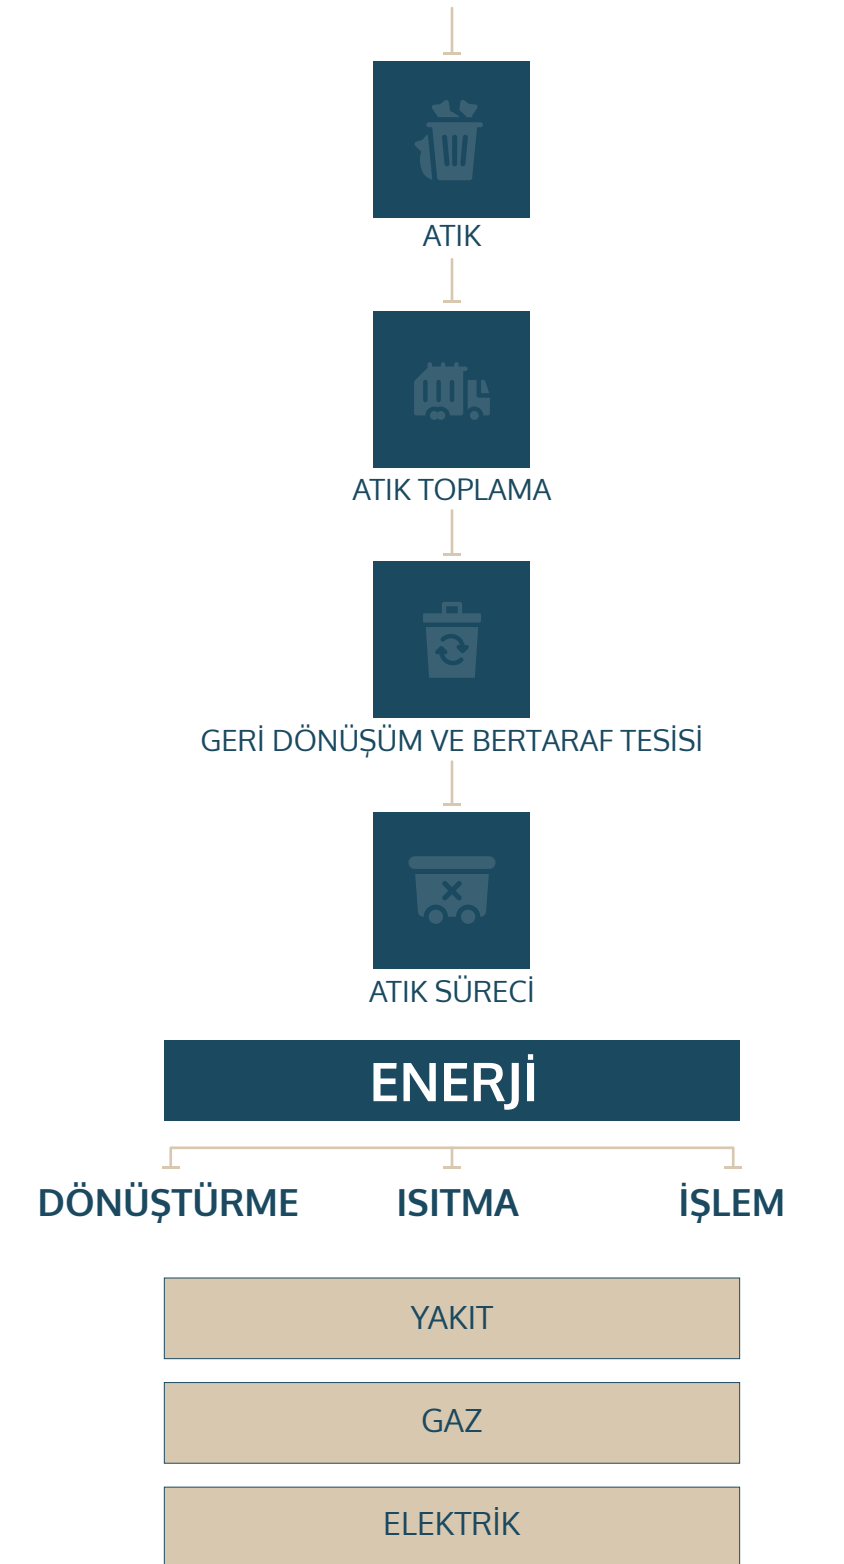 ATIK
ATIK TOPLAMA
GERİ DÖNÜŞÜM VE BERTARAF TESİSİ
ATIK SÜRECİ
ENERJİ
DÖNÜŞTÜRME ISITMA İŞLEM
YAKIT
GAZ
ELEKTRİK